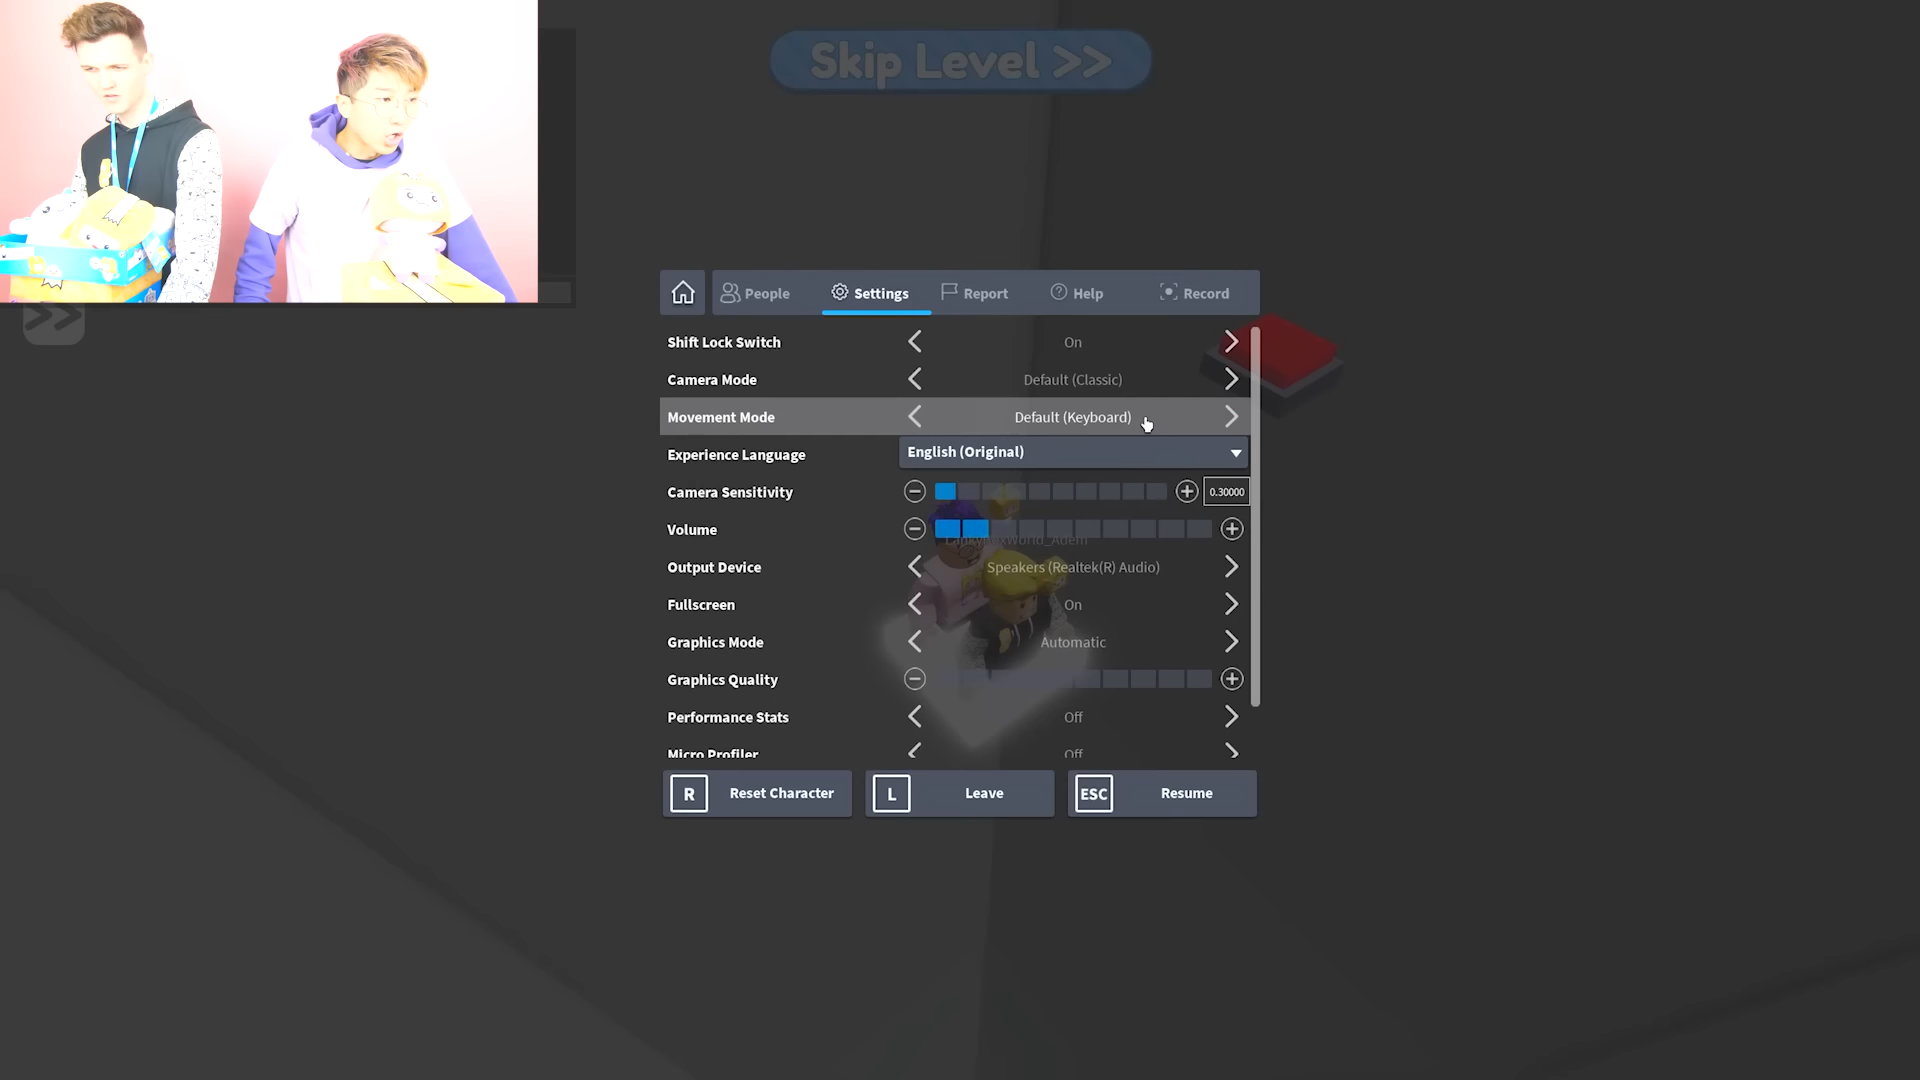 Skip Level >>
>>
People
Settings
Report
Help
Record
Shift Lock Switch On
Camera Mode Default (Classic)
Movement Mode Default (Keyboard)
Experience Language English (Original)
Camera Sensitivity 0.30000
Volume
LankyBoxWorld_Adem
Output Device Speakers (Realtek(R) Audio)
Fullscreen On
Graphics Mode Automatic
Graphics Quality
Performance Stats Off
Micro Profiler Off
R Reset Character
L Leave
ESC Resume